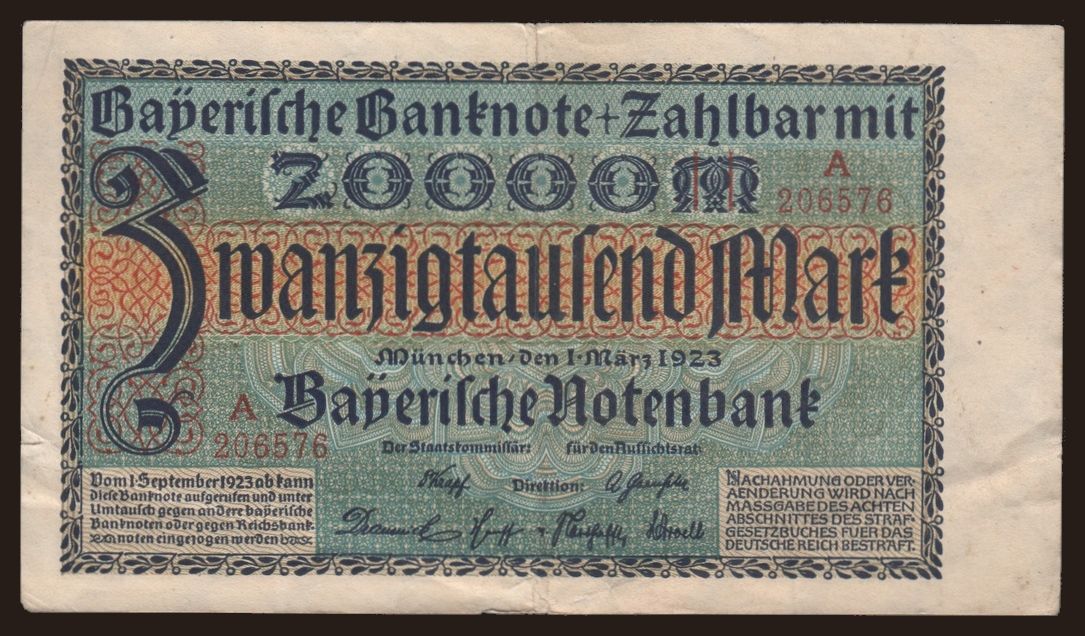 Bayerische Banknote + Zahlbar mit
20000 M
A
206576
Zwanzigtausend Mark
München, den 1. März 1923
Bayerische Notenbank
A
206576
Der Staatskommissär: für den Aufsichtsrat:
Direktion:
Vom 1. September 1923 ab kann
diese Banknote aufgerufen und unter
Umtausch gegen andere bayerische
Banknoten oder gegen Reichsbank-
noten eingezogen werden
NACHAHMUNG ODER VER-
AENDERUNG WIRD NACH
MASSGABE DES ACHTEN
ABSCHNITTES DES STRAF-
GESETZBUCHES FUER DAS
DEUTSCHE REICH BESTRAFT.